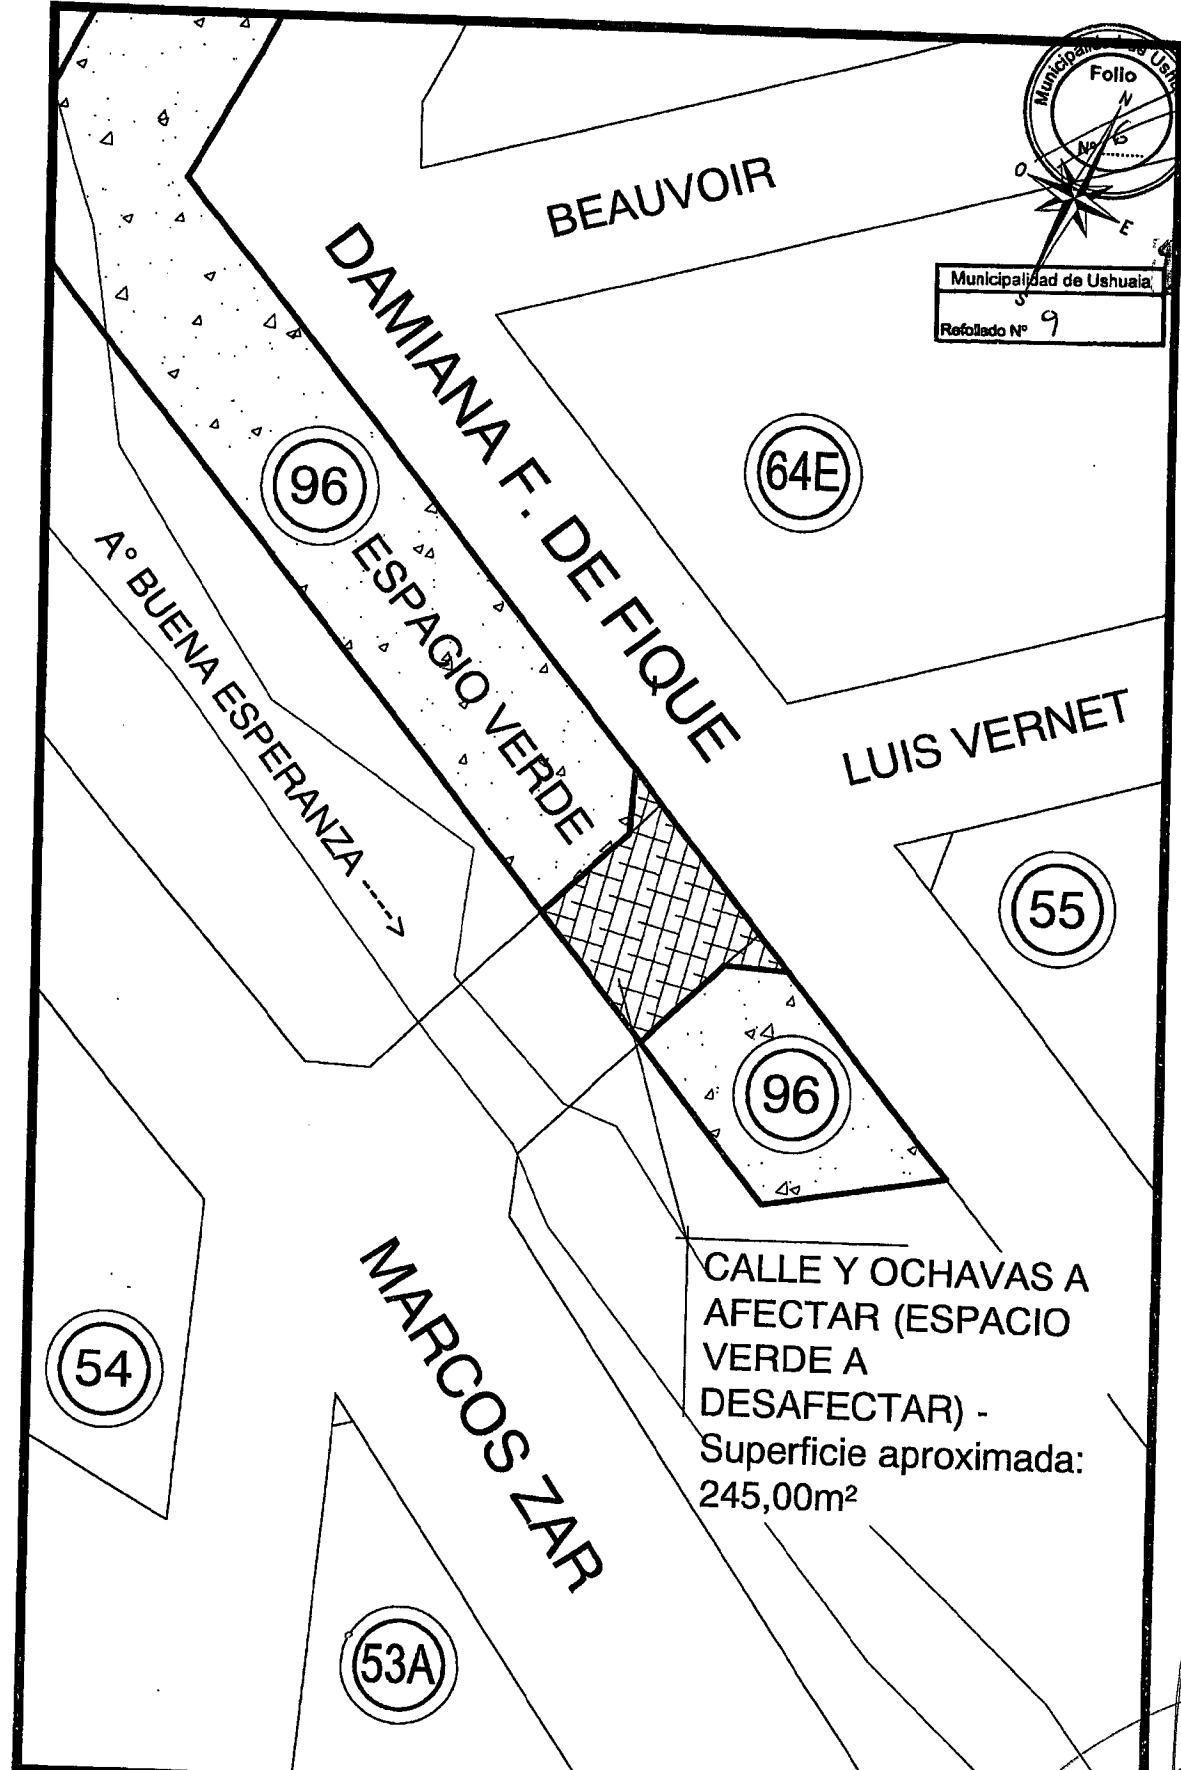 Municipalidad de Ushuaia
Folio
N
Nº 6
O
E
S
Municipalidad de Ushuaia
Refoliado Nº 9
BEAUVOIR
DAMIANA F. DE FIQUE
64E
96
ESPACIO VERDE
Aº BUENA ESPERANZA ---->
LUIS VERNET
55
96
CALLE Y OCHAVAS A
AFECTAR (ESPACIO
VERDE A
DESAFECTAR) -
Superficie aproximada:
245,00m²
MARCOS ZAR
54
53A